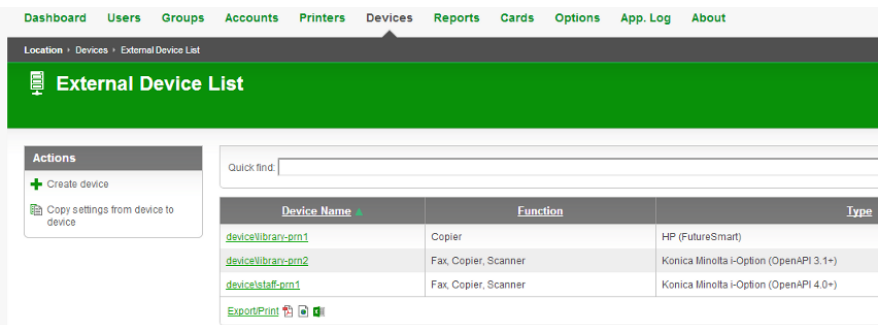 Dashboard Users Groups Accounts Printers Devices Reports Cards Options App. Log About
Location › Devices › External Device List
External Device List
Actions
Create device
Copy settings from device to
device
Quick find:
Device Name Function Type
device\library-prn1 Copier HP (FutureSmart)
device\library-prn2 Fax, Copier, Scanner Konica Minolta i-Option (OpenAPI 3.1+)
device\staff-prn1 Fax, Copier, Scanner Konica Minolta i-Option (OpenAPI 4.0+)
Export/Print